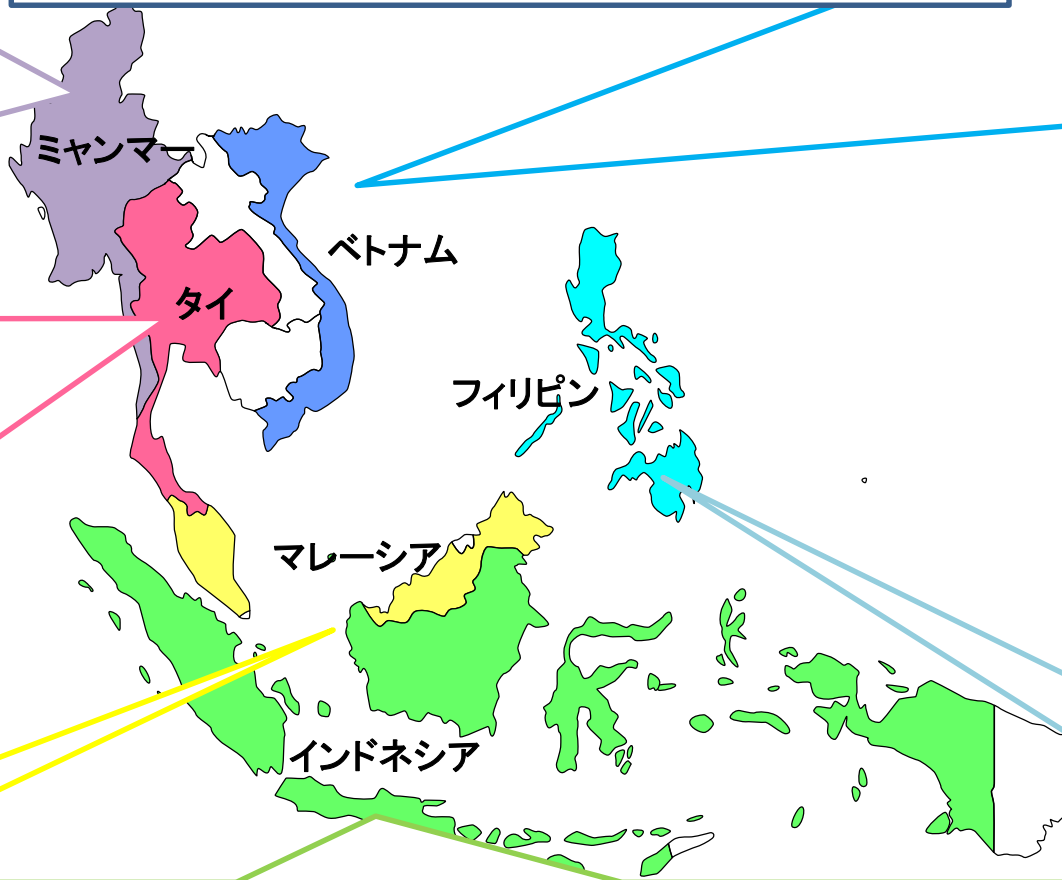 ミャンマー
ベトナム
タイ
フィリピン
マレーシア
インドネシア